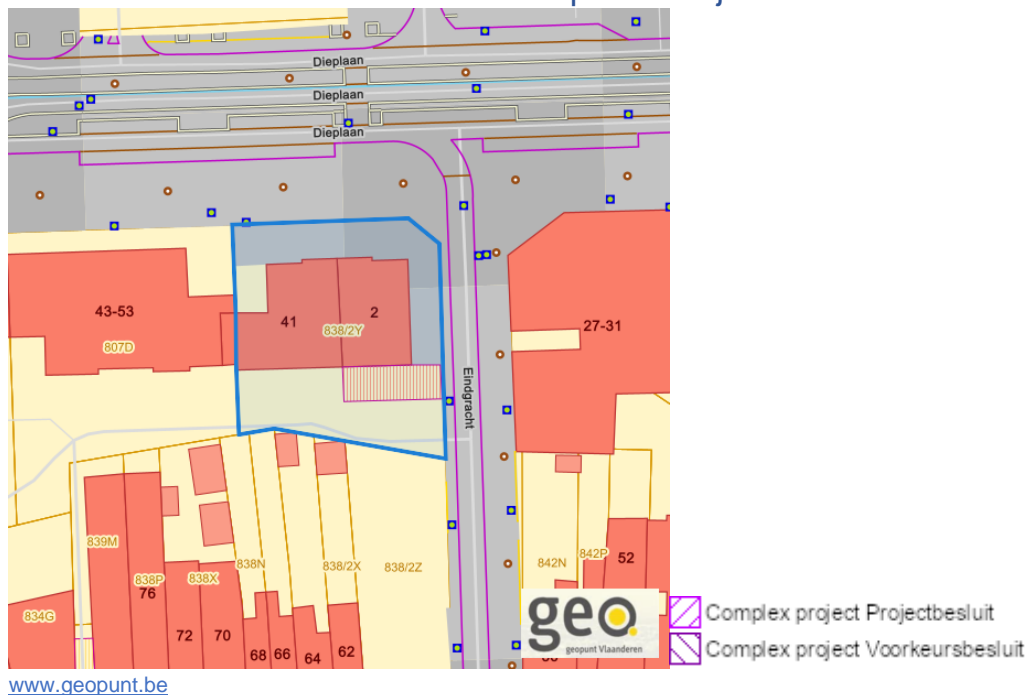 Dieplaan
Dieplaan
Dieplaan
43-53
807D
41
2
838/2Y
27-31
Eindgracht
839M
838P
76
838X
838N
838/2X
838/2Z
842N
842P
52
834G
72
70
68
66
64
62
geo.
geopunt Vlaanderen
Complex project Projectbesluit
Complex project Voorkeursbesluit
www.geopunt.be